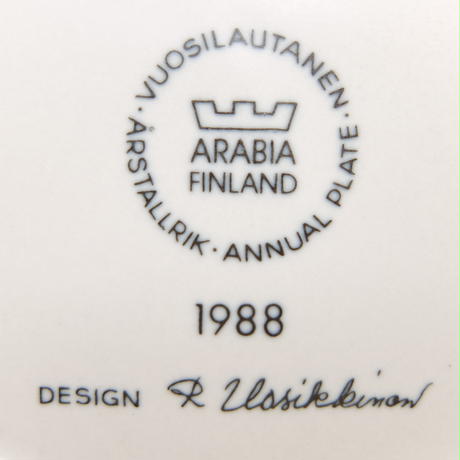 VUOSILAUTANEN · ANNUAL PLATE · ÅRSTALLRIK ·
ARABIA
FINLAND
1988
DESIGN R Uosikkinen